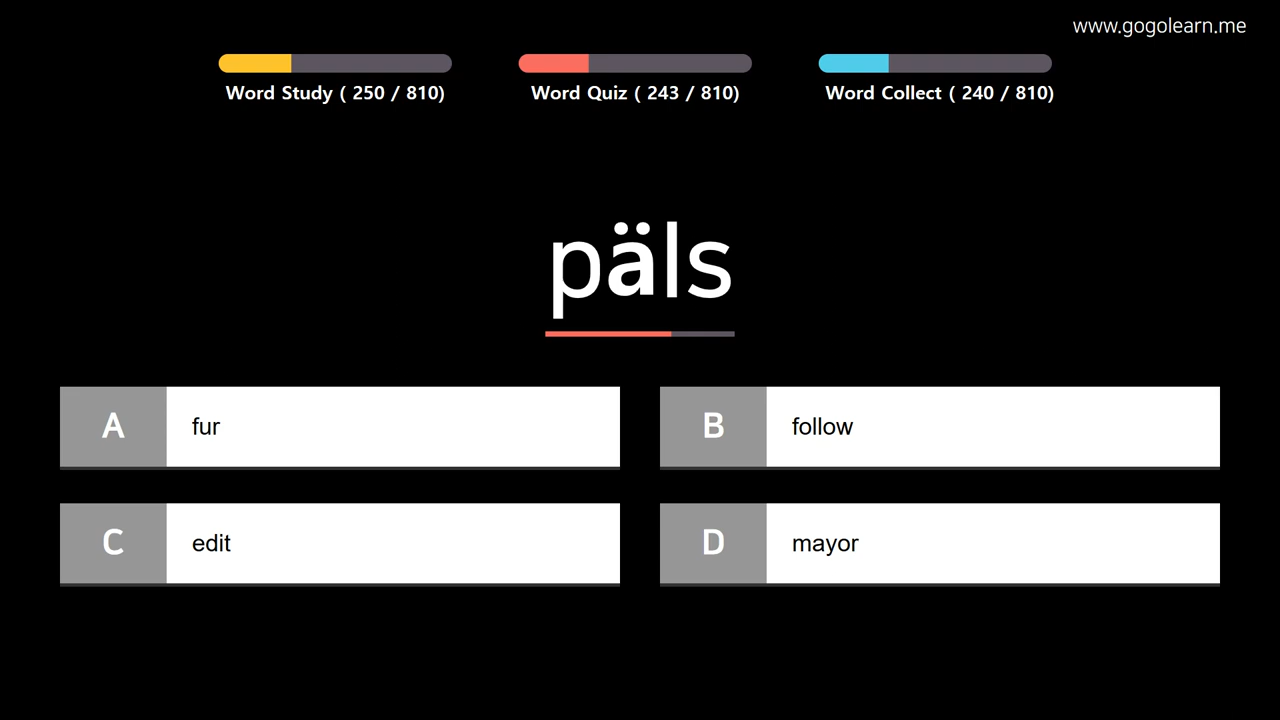 www.gogolearn.me
Word Study ( 250 / 810)
Word Quiz ( 243 / 810)
Word Collect ( 240 / 810)
päls
A fur
B follow
C edit
D mayor